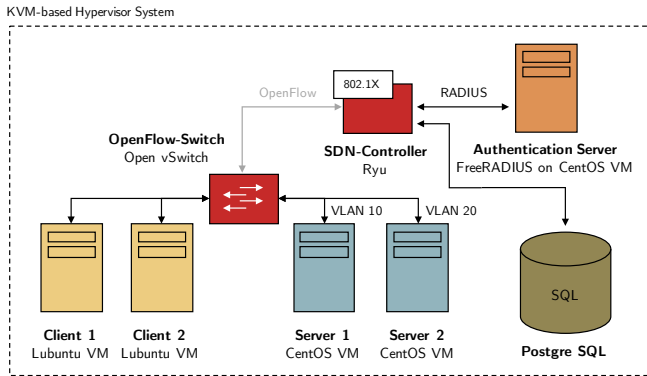 KVM-based Hypervisor System
802.1X
OpenFlow
RADIUS
OpenFlow-Switch
Open vSwitch
SDN-Controller
Ryu
Authentication Server
FreeRADIUS on CentOS VM
VLAN 10
VLAN 20
SQL
Client 1
Lubuntu VM
Client 2
Lubuntu VM
Server 1
CentOS VM
Server 2
CentOS VM
Postgre SQL